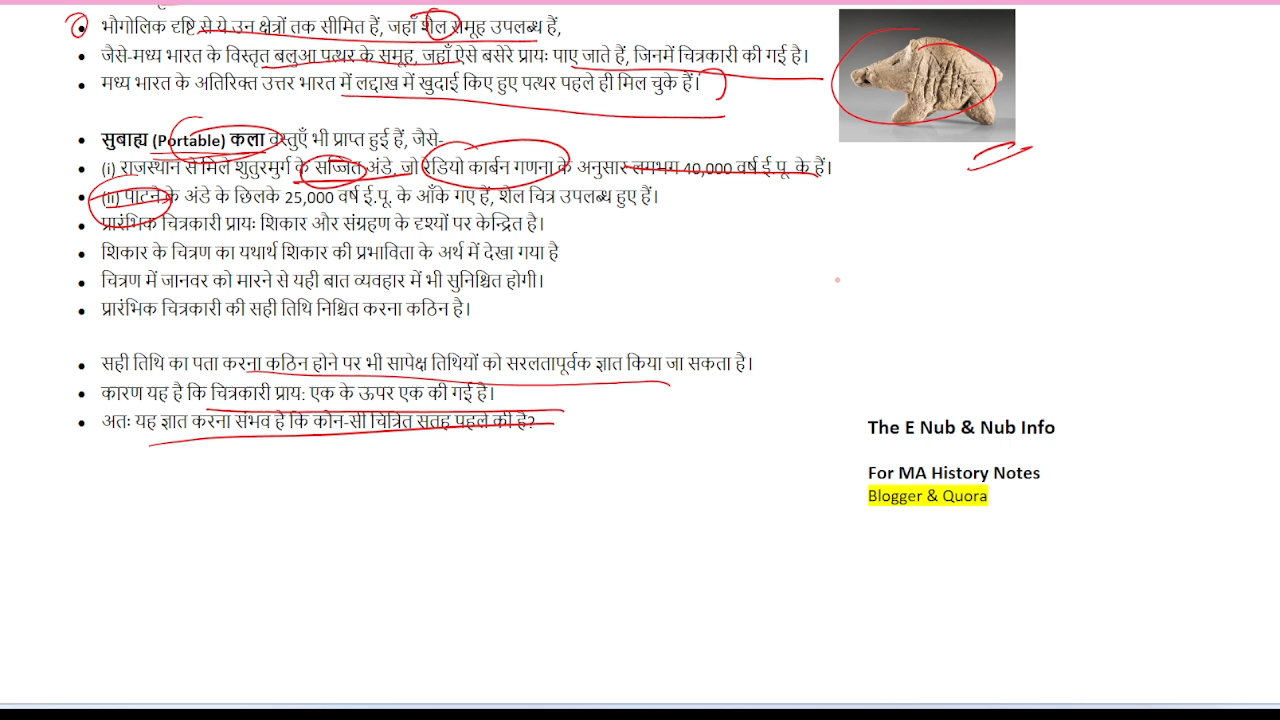 भौगोलिक दृष्टि से ये उन क्षेत्रों तक सीमित हैं, जहाँ शैल समूह उपलब्ध हैं,
जैसे-मध्य भारत के विस्तृत बलुआ पत्थर के समूह, जहाँ ऐसे बसेरे प्रायः पाए जाते हैं, जिनमें चित्रकारी की गई है।
मध्य भारत के अतिरिक्त उत्तर भारत में लद्दाख में खुदाई किए हुए पत्थर पहले ही मिल चुके हैं।
सुबाह्य (Portable) कला वस्तुएँ भी प्राप्त हुई हैं, जैसे-
(i) राजस्थान से मिले शुतुरमुर्ग के सज्जित अंडे, जो रेडियो कार्बन गणना के अनुसार लगभग 40,000 वर्ष ई.पू. के हैं।
(ii) पाटने के अंडे के छिलके 25,000 वर्ष ई.पू. के आँके गए हैं, शैल चित्र उपलब्ध हुए हैं।
प्रारंभिक चित्रकारी प्रायः शिकार और संग्रहण के दृश्यों पर केन्द्रित है।
शिकार के चित्रण का यथार्थ शिकार की प्रभाविता के अर्थ में देखा गया है
चित्रण में जानवर को मारने से यही बात व्यवहार में भी सुनिश्चित होगी।
प्रारंभिक चित्रकारी की सही तिथि निश्चित करना कठिन है।
सही तिथि का पता करना कठिन होने पर भी सापेक्ष तिथियों को सरलतापूर्वक ज्ञात किया जा सकता है।
कारण यह है कि चित्रकारी प्राय: एक के ऊपर एक की गई है।
अतः यह ज्ञात करना संभव है कि कौन-सी चित्रित सतह पहले की है?
The E Nub & Nub Info
For MA History Notes
Blogger & Quora